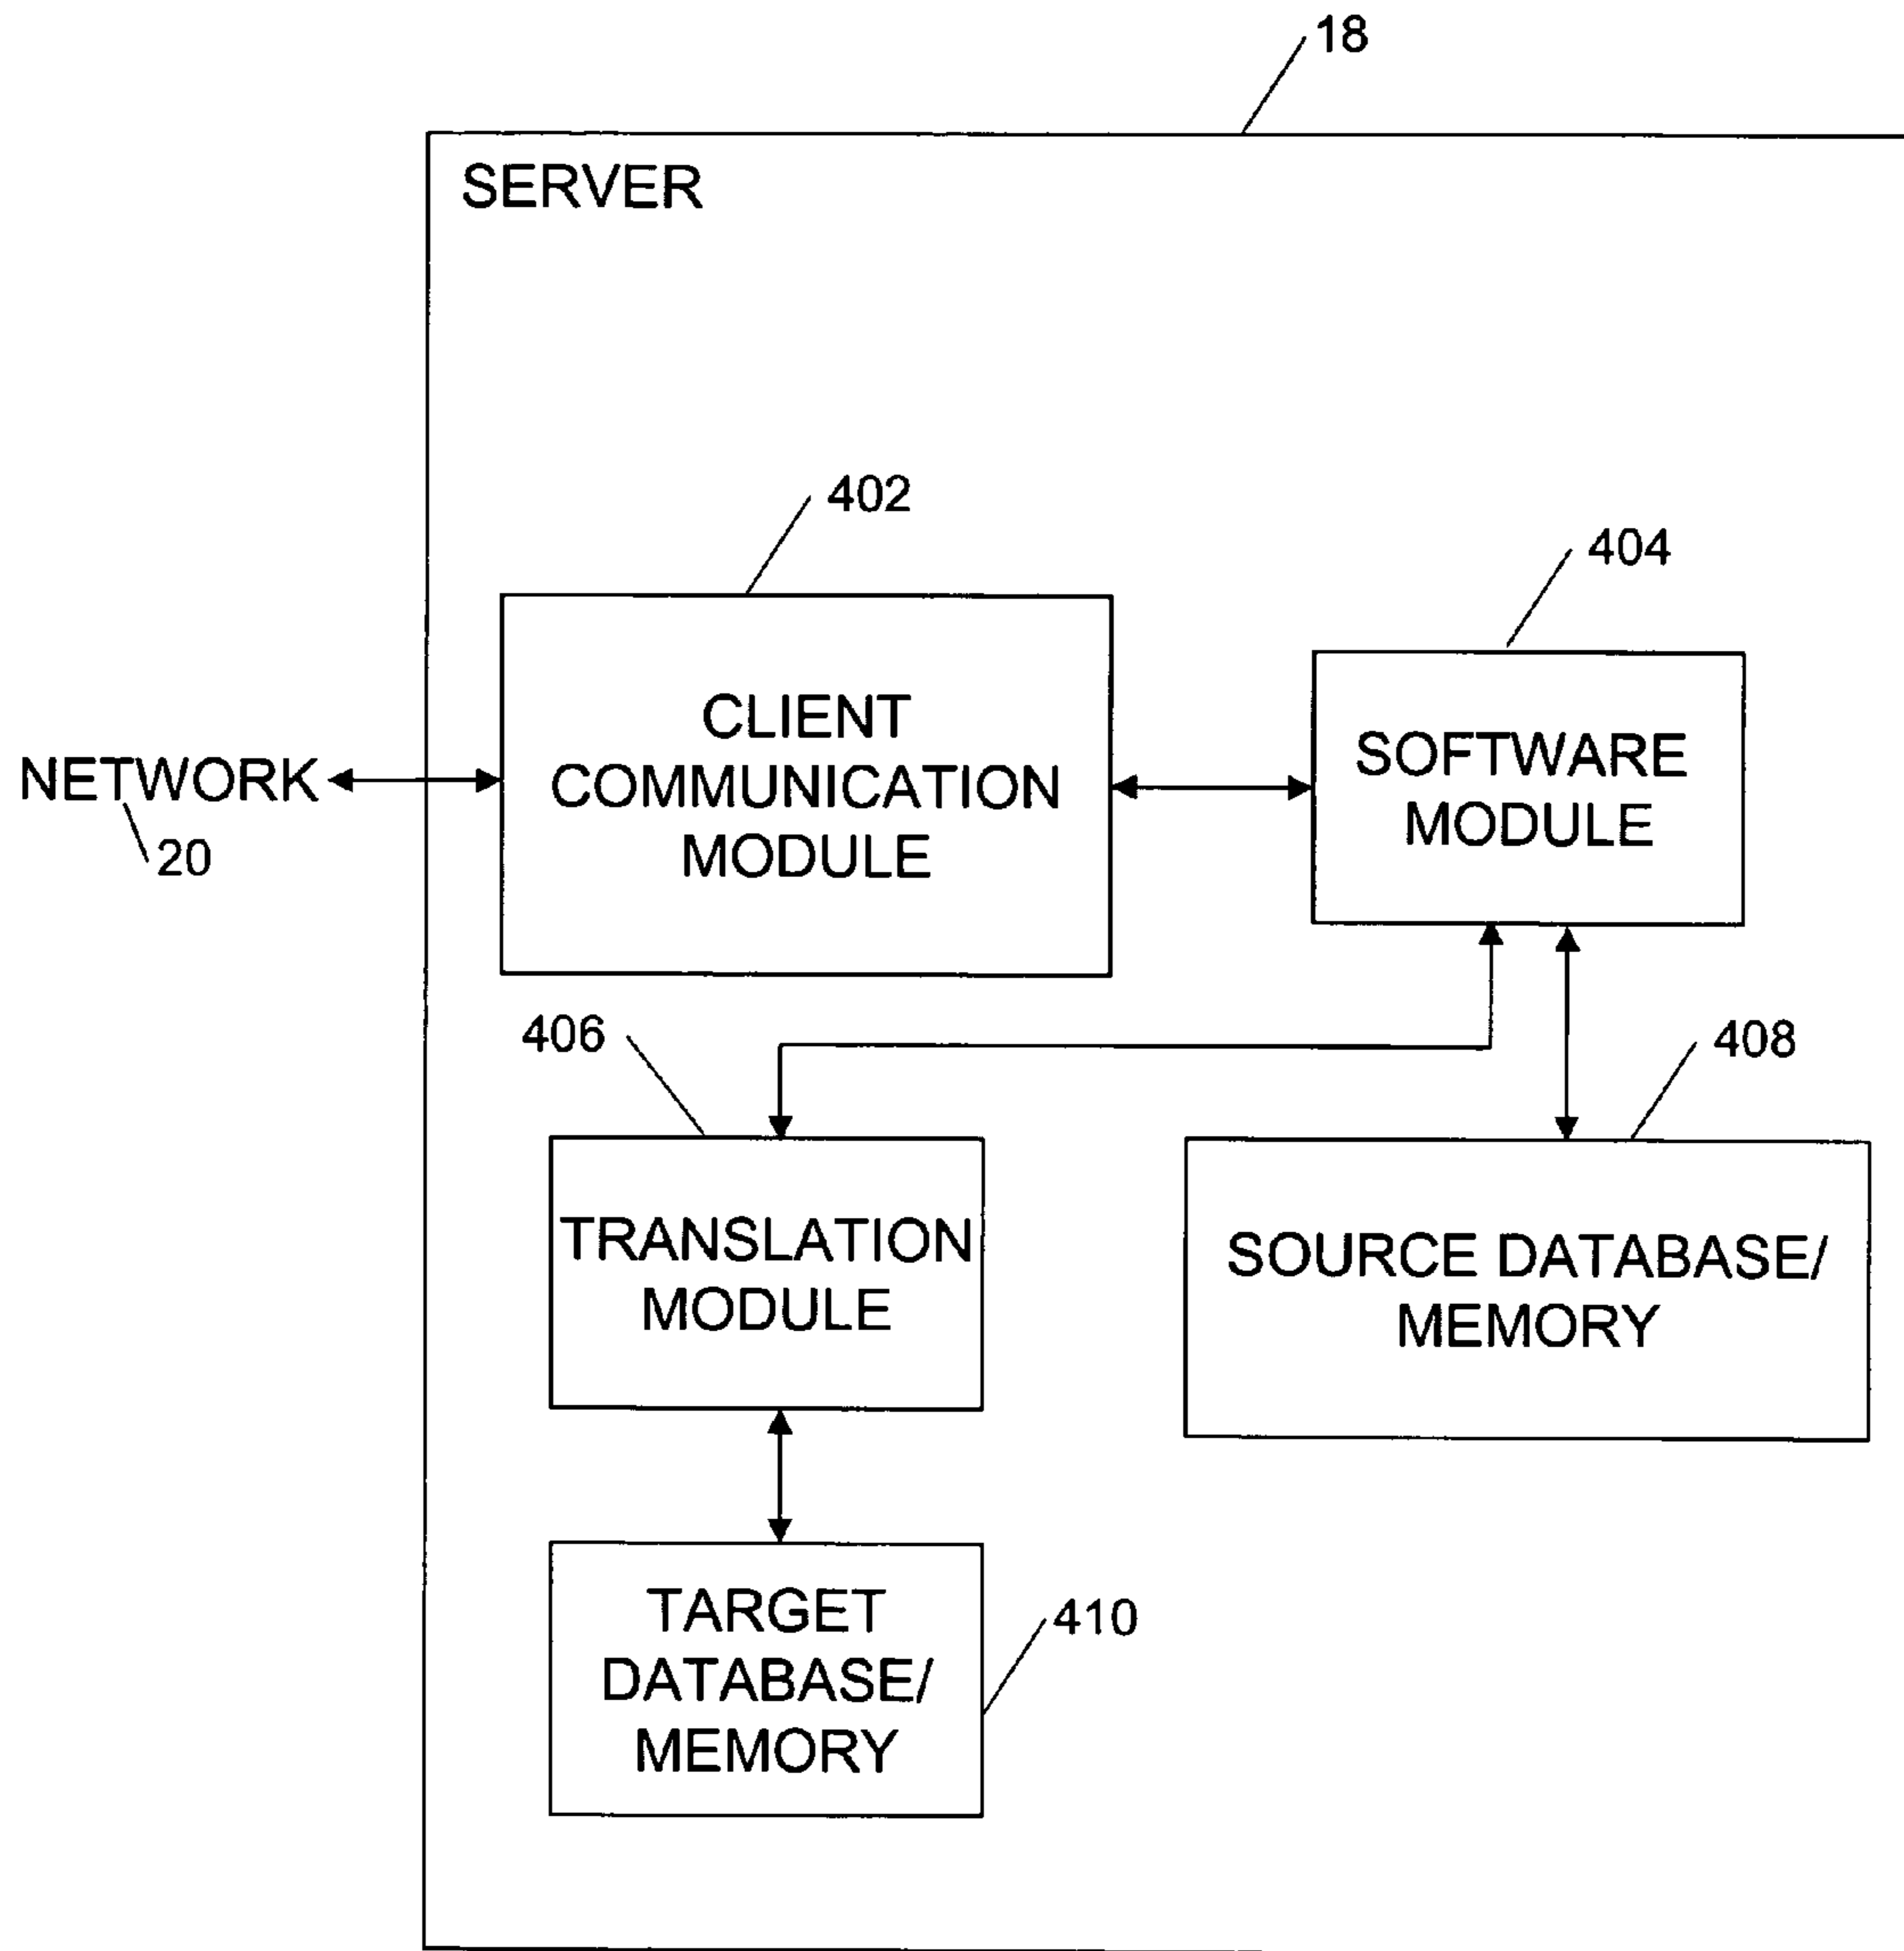 18
SERVER
402
404
CLIENT
COMMUNICATION
MODULE
SOFTWARE
MODULE
NETWORK
20
406
408
TRANSLATION
MODULE
SOURCE DATABASE/
MEMORY
TARGET
DATABASE/
MEMORY
410